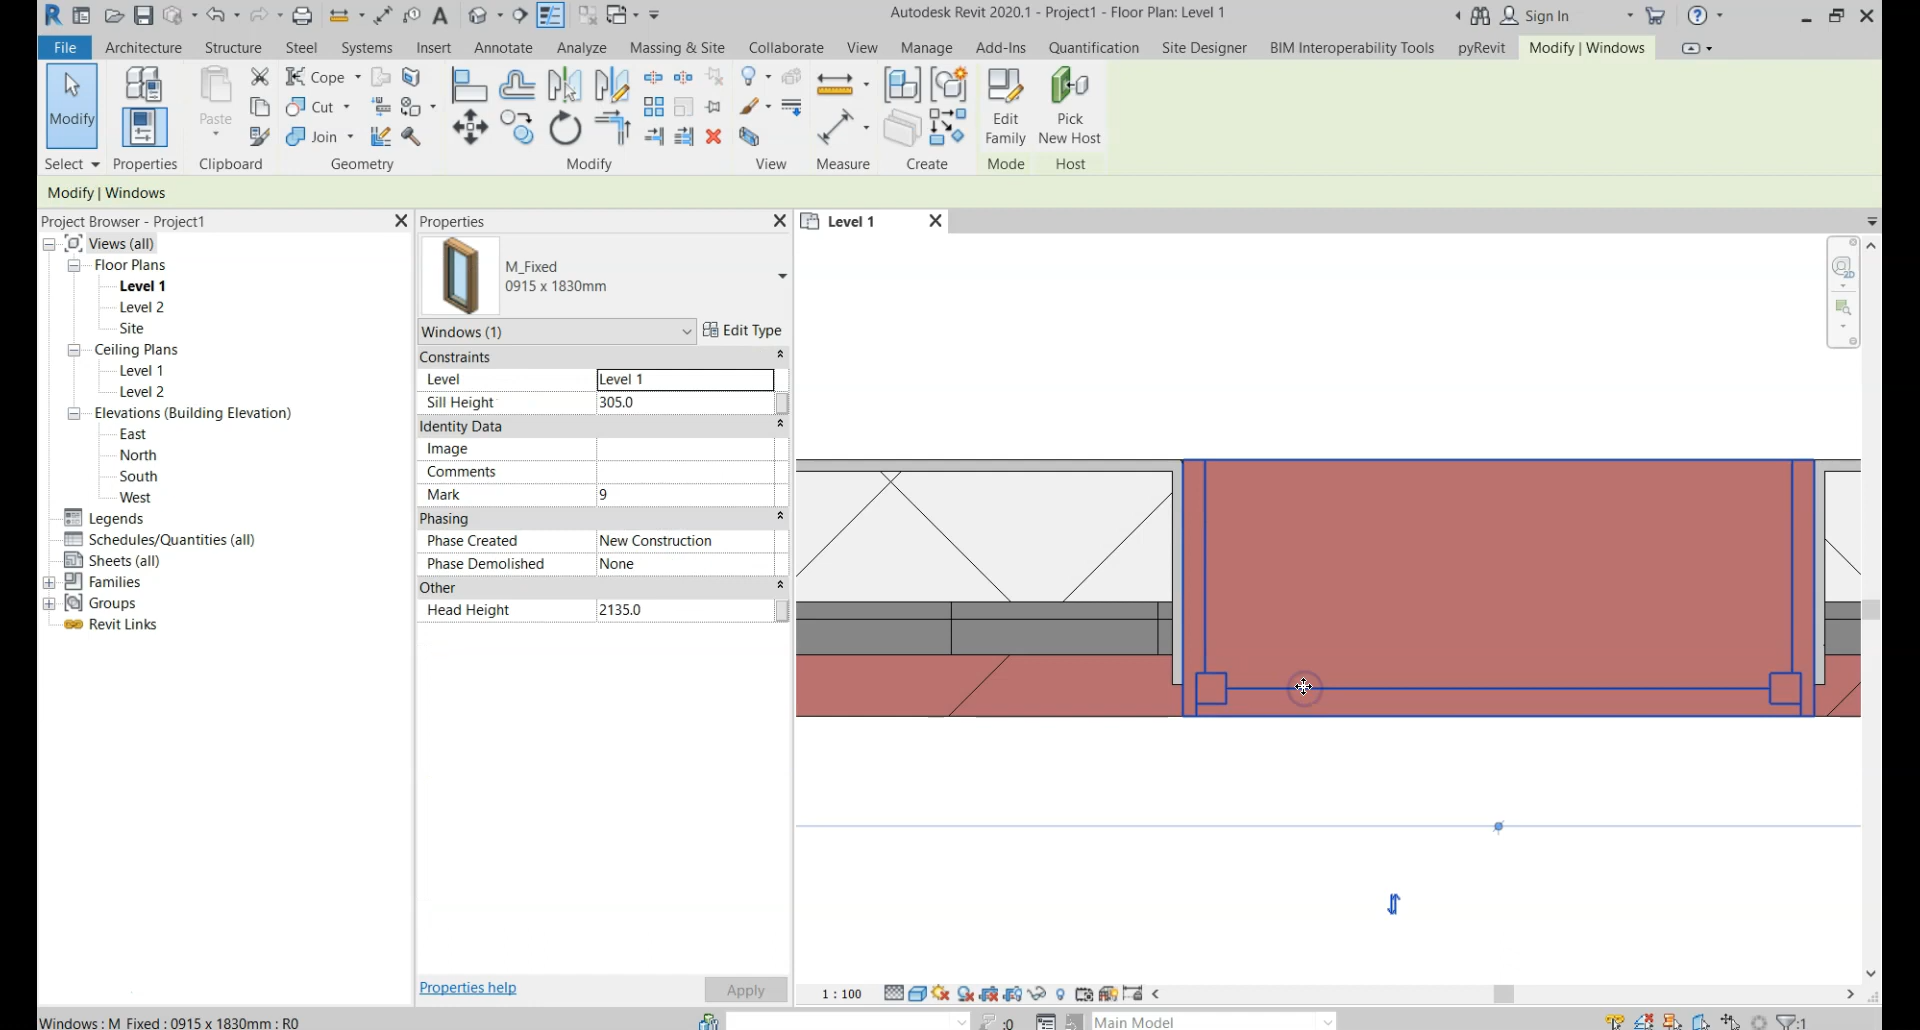 Autodesk Revit 2020.1 - Project1 - Floor Plan: Level 1
Sign In
File Architecture Structure Steel Systems Insert Annotate Analyze Massing & Site Collaborate View Manage Add-Ins Quantification Site Designer BIM Interoperability Tools pyRevit Modify | Windows
Modify
Paste
Cope
Cut
Join
Edit
Family
Pick
New Host
Select Properties Clipboard Geometry Modify View Measure Create Mode Host
Modify | Windows
Project Browser - Project1
Views (all)
Floor Plans
Level 1
Level 2
Site
Ceiling Plans
Level 1
Level 2
Elevations (Building Elevation)
East
North
South
West
Legends
Schedules/Quantities (all)
Sheets (all)
Families
Groups
Revit Links
Properties
M_Fixed
0915 x 1830mm
Windows (1)
Edit Type
Constraints
Level Level 1
Sill Height 305.0
Identity Data
Image
Comments
Mark 9
Phasing
Phase Created New Construction
Phase Demolished None
Other
Head Height 2135.0
Properties help
Apply
Level 1
2D
1 : 100
Windows : M_Fixed : 0915 x 1830mm : R0
:0
Main Model
:1